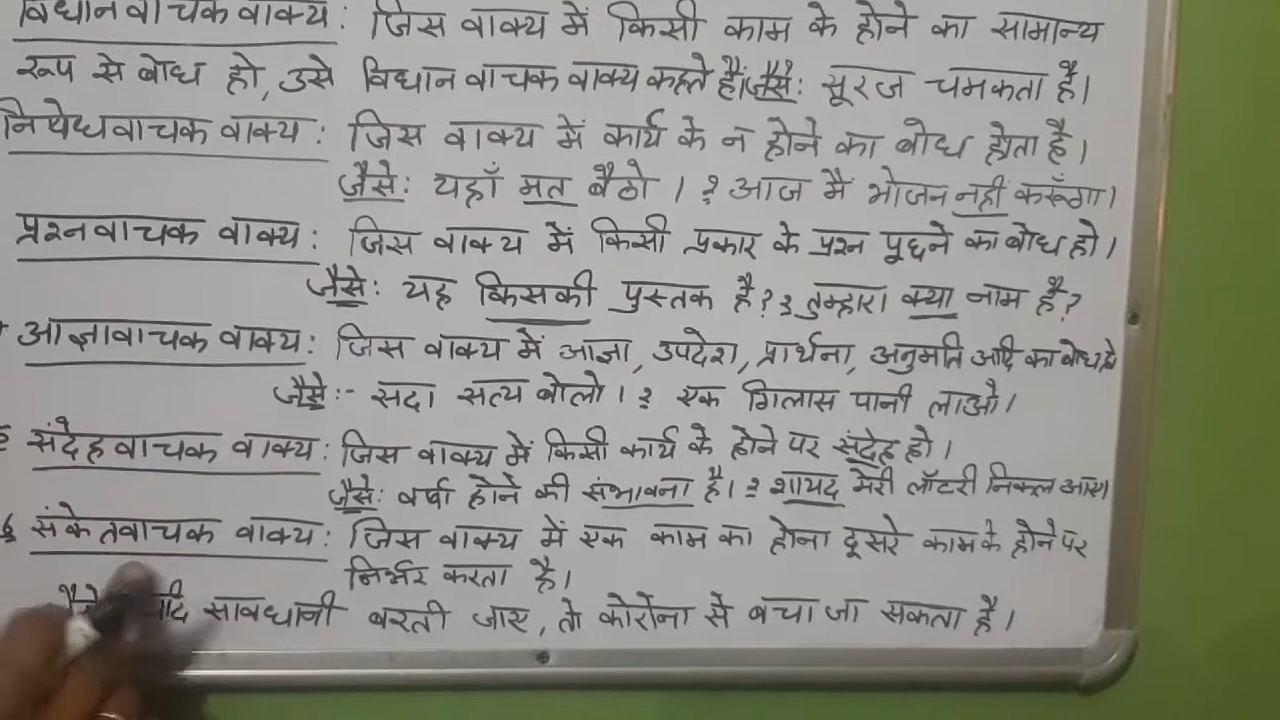 विधानवाचक वाक्य: जिस वाक्य में किसी काम के होने का सामान्य
रूप से बोध हो, उसे विधानवाचक वाक्य कहते हैं। जैसे: सूरज चमकता है।
निषेधवाचक वाक्य: जिस वाक्य में कार्य के न होने का बोध होता है।
जैसे: यहाँ मत बैठो। 2 आज मैं भोजन नहीं करूँगा।
प्रश्नवाचक वाक्य: जिस वाक्य में किसी प्रकार के प्रश्न पूछने का बोध हो।
जैसे: यह किसकी पुस्तक है? 2 तुम्हारा क्या नाम है?
आज्ञावाचक वाक्य: जिस वाक्य में आज्ञा, उपदेश, प्रार्थना, अनुमति आदि का बोध हो
जैसे:- सदा सत्य बोलो। 2 एक गिलास पानी लाओ।
संदेहवाचक वाक्य: जिस वाक्य में किसी कार्य के होने पर संदेह हो।
जैसे: वर्षा होने की संभावना है। 2 शायद मेरी लॉटरी निकल आए।
6 संकेतवाचक वाक्य: जिस वाक्य में एक काम का होना दूसरे काम के होने पर
निर्भर करता है।
सावधानी बरती जाए, तो कोरोना से बचा जा सकता है।